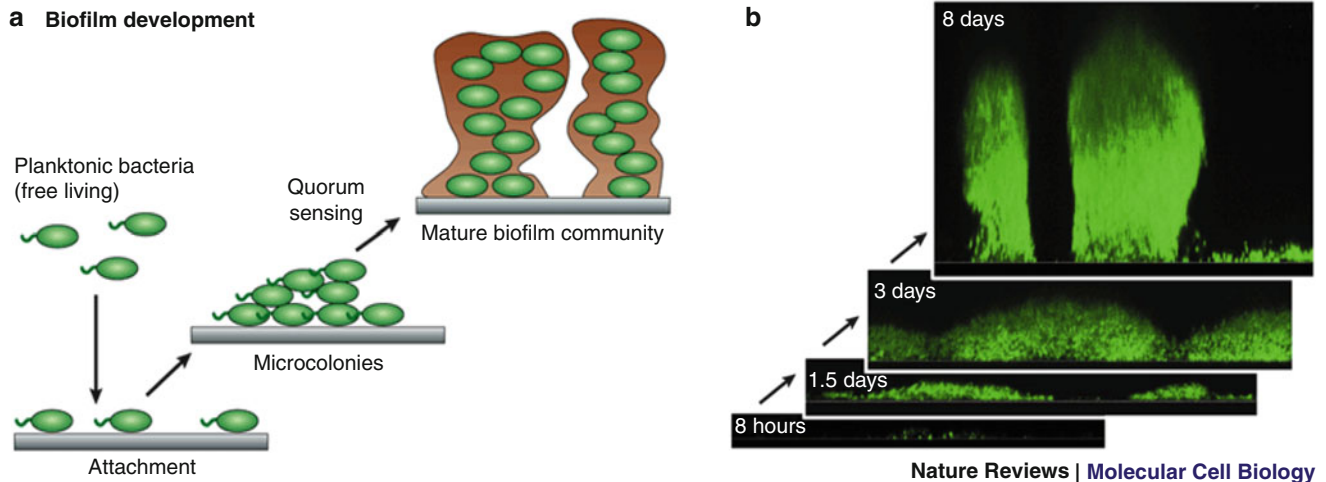 a Biofilm development
Planktonic bacteria
(free living)
Attachment
Microcolonies
Quorum
sensing
Mature biofilm community
b
8 days
3 days
1.5 days
8 hours
Nature Reviews | Molecular Cell Biology